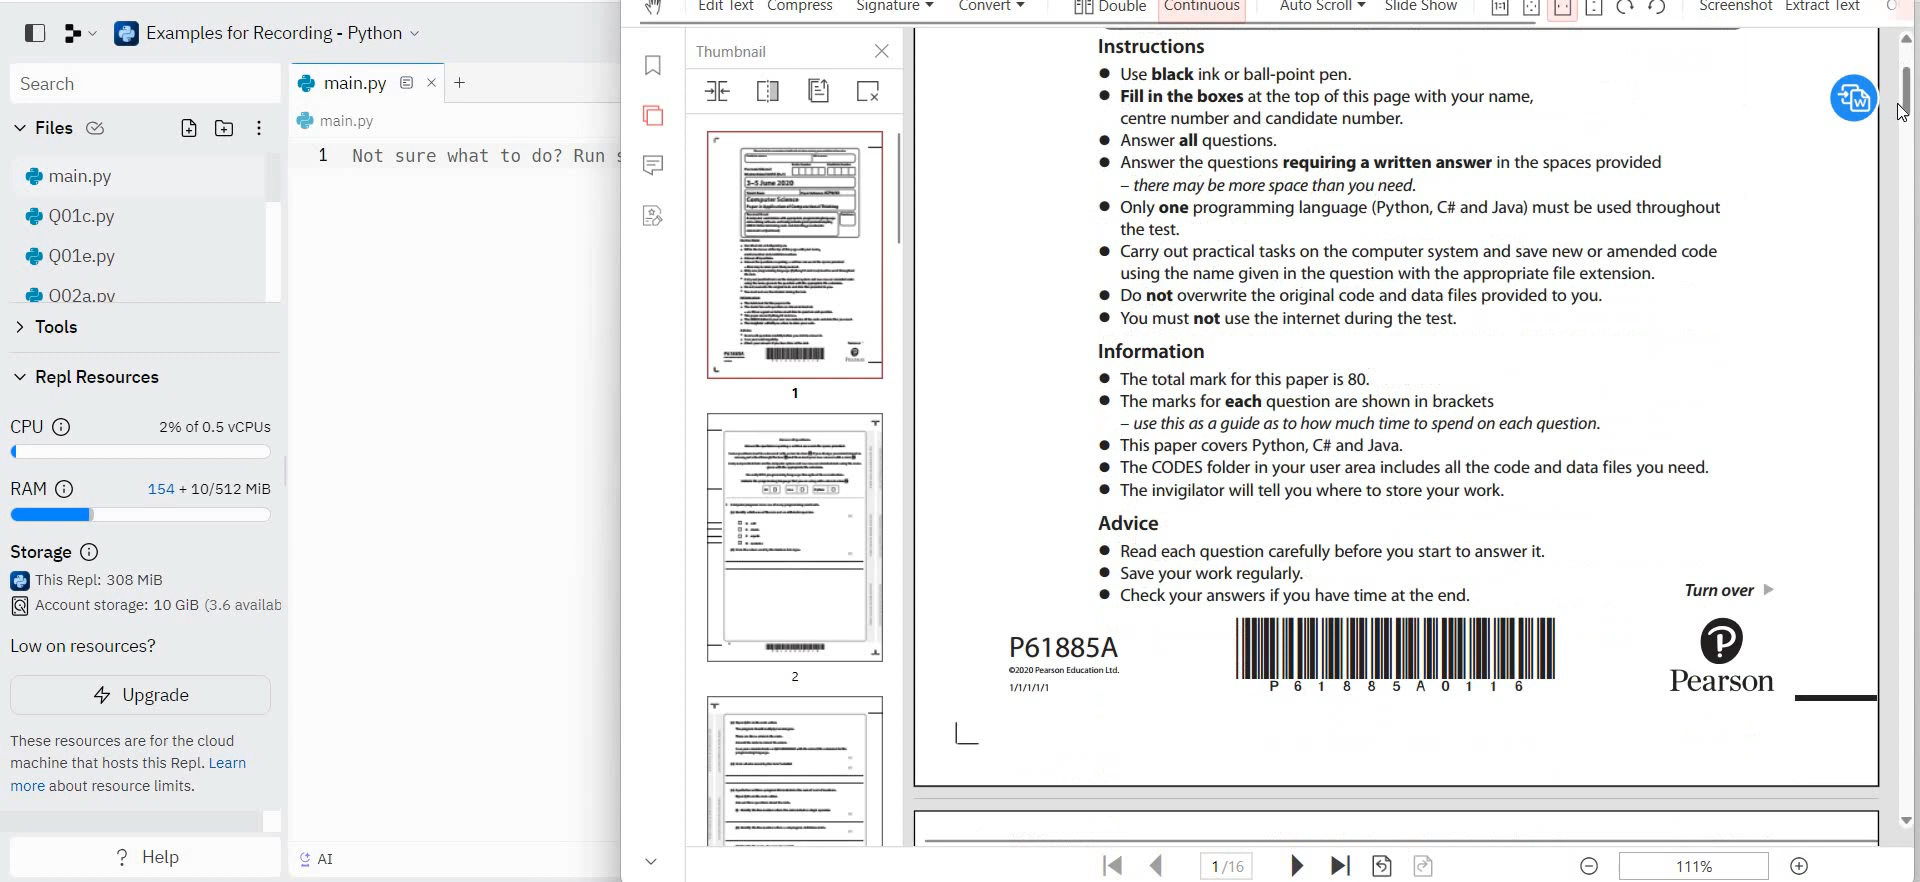 Examples for Recording - Python
Search
Files
main.py
Q01c.py
Q01e.py
Q02a.py
Tools
Repl Resources
CPU 2% of 0.5 vCPUs
RAM 154 + 10/512 MiB
Storage
This Repl: 308 MiB
Account storage: 10 GiB (3.6 availab
Low on resources?
Upgrade
These resources are for the cloud
machine that hosts this Repl. Learn
more about resource limits.
? Help
main.py
main.py
1 Not sure what to do? Run s
AI
Edit Text Compress Signature Convert Double Continuous Auto Scroll Slide Show Screenshot Extract Text
Thumbnail
3–5 June 2020
Computer Science
Pearson
1
2
Instructions
Use black ink or ball-point pen.
Fill in the boxes at the top of this page with your name,
centre number and candidate number.
Answer all questions.
Answer the questions requiring a written answer in the spaces provided
– there may be more space than you need.
Only one programming language (Python, C# and Java) must be used throughout
the test.
Carry out practical tasks on the computer system and save new or amended code
using the name given in the question with the appropriate file extension.
Do not overwrite the original code and data files provided to you.
You must not use the internet during the test.
Information
The total mark for this paper is 80.
The marks for each question are shown in brackets
– use this as a guide as to how much time to spend on each question.
This paper covers Python, C# and Java.
The CODES folder in your user area includes all the code and data files you need.
The invigilator will tell you where to store your work.
Advice
Read each question carefully before you start to answer it.
Save your work regularly.
Check your answers if you have time at the end.
Turn over
P61885A
©2020 Pearson Education Ltd.
1/1/1/1/1
P 6 1 8 8 5 A 0 1 1 6
Pearson
1 /16
111%